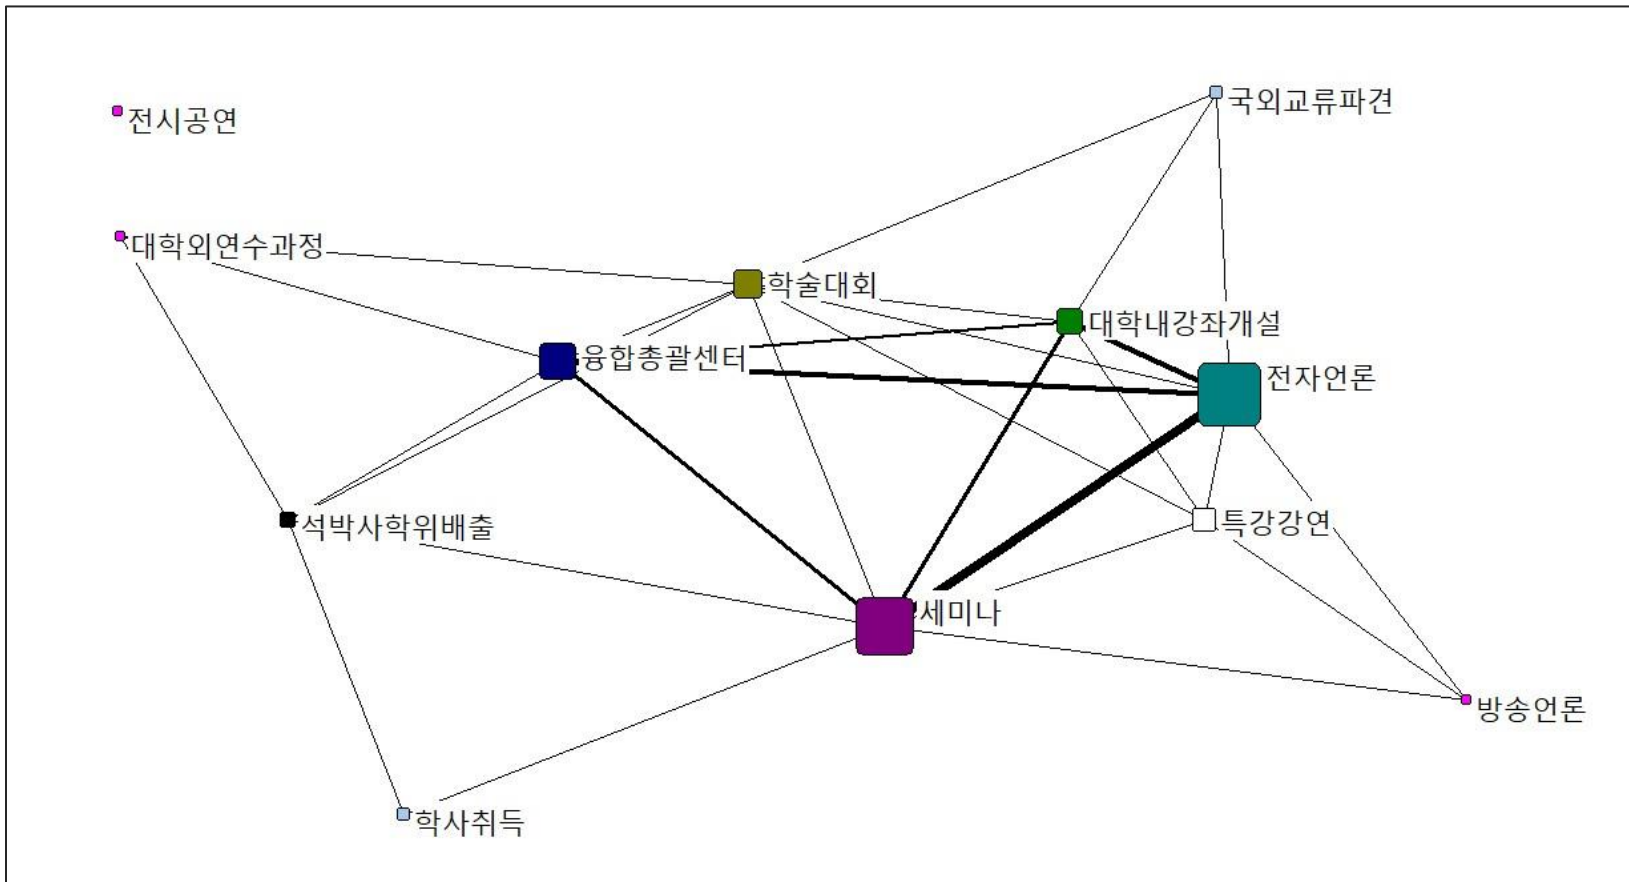 국외교류파견
전시공연
대학외연수과정
학술대회
대학내강좌개설
융합총괄센터
전자언론
석박사학위배출
특강강연
세미나
방송언론
학사취득